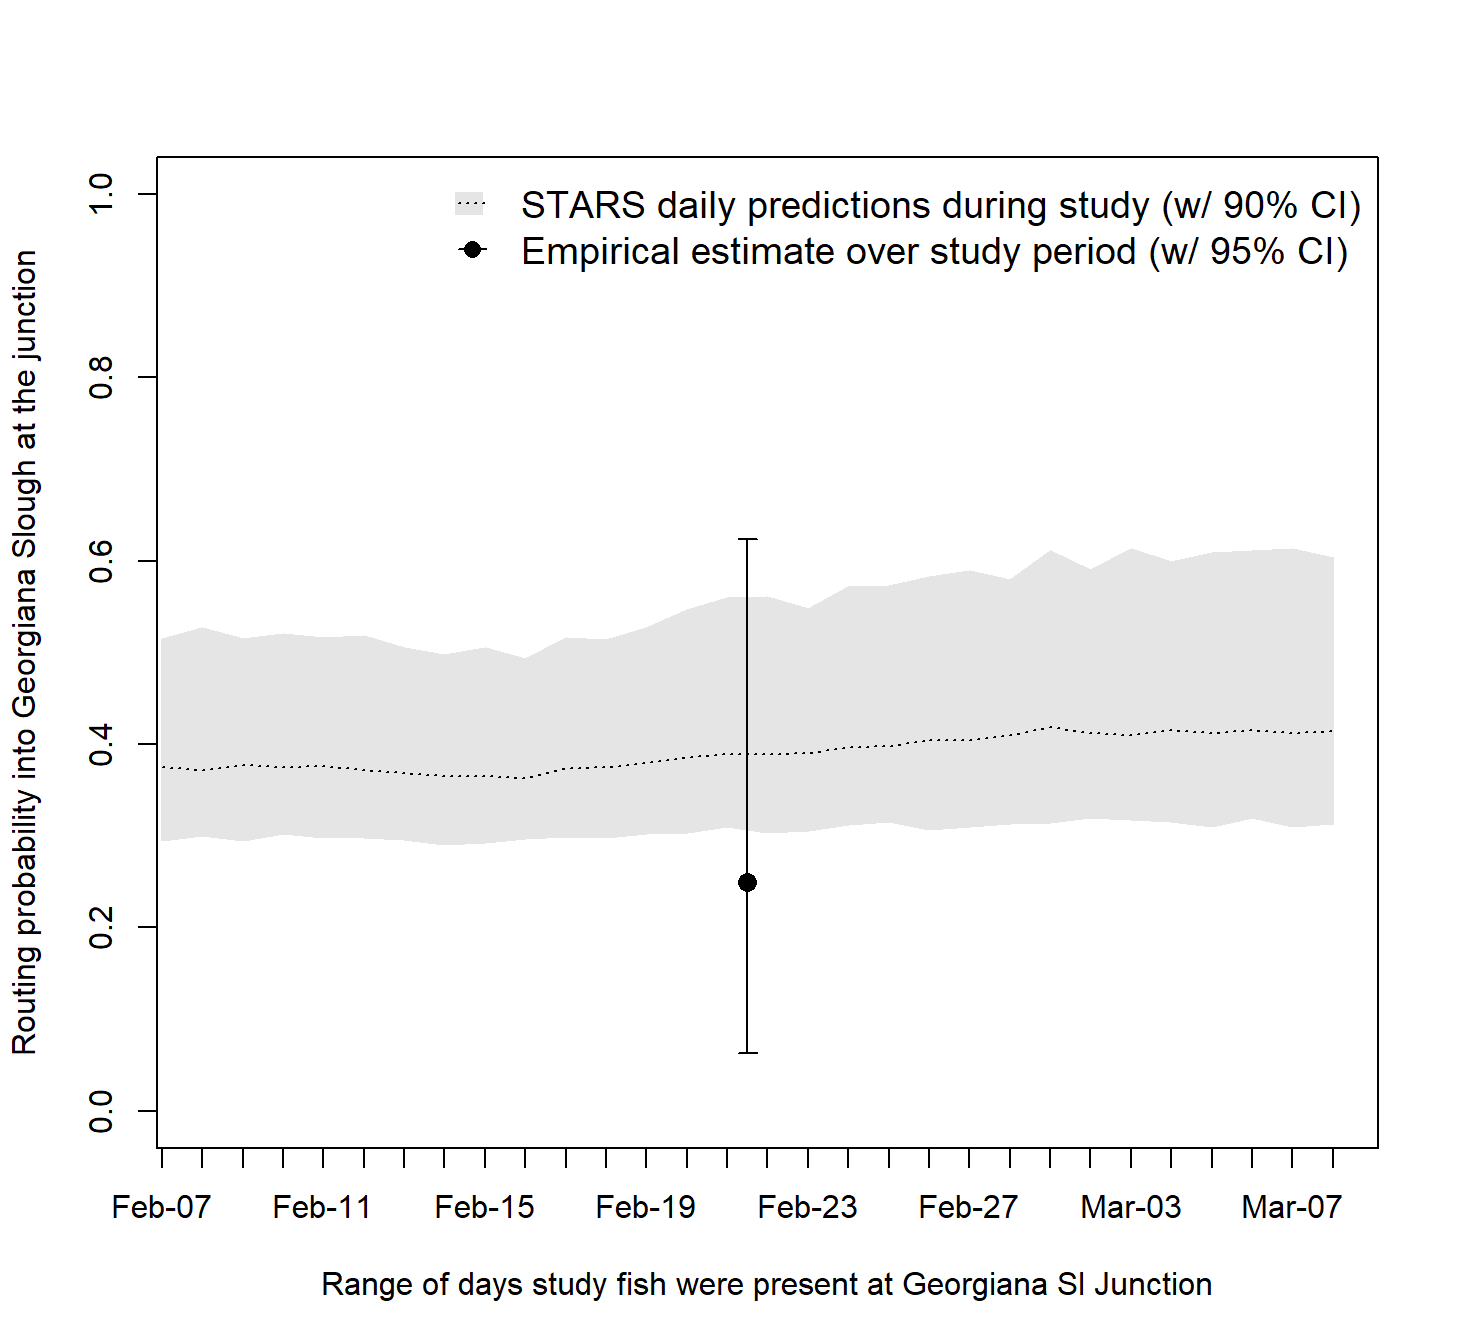 STARS daily predictions during study (w/ 90% CI)
Empirical estimate over study period (w/ 95% CI)
Routing probability into Georgiana Slough at the junction
1.0
0.8
0.6
0.4
0.2
0.0
Feb-07 Feb-11 Feb-15 Feb-19 Feb-23 Feb-27 Mar-03 Mar-07
Range of days study fish were present at Georgiana Sl Junction